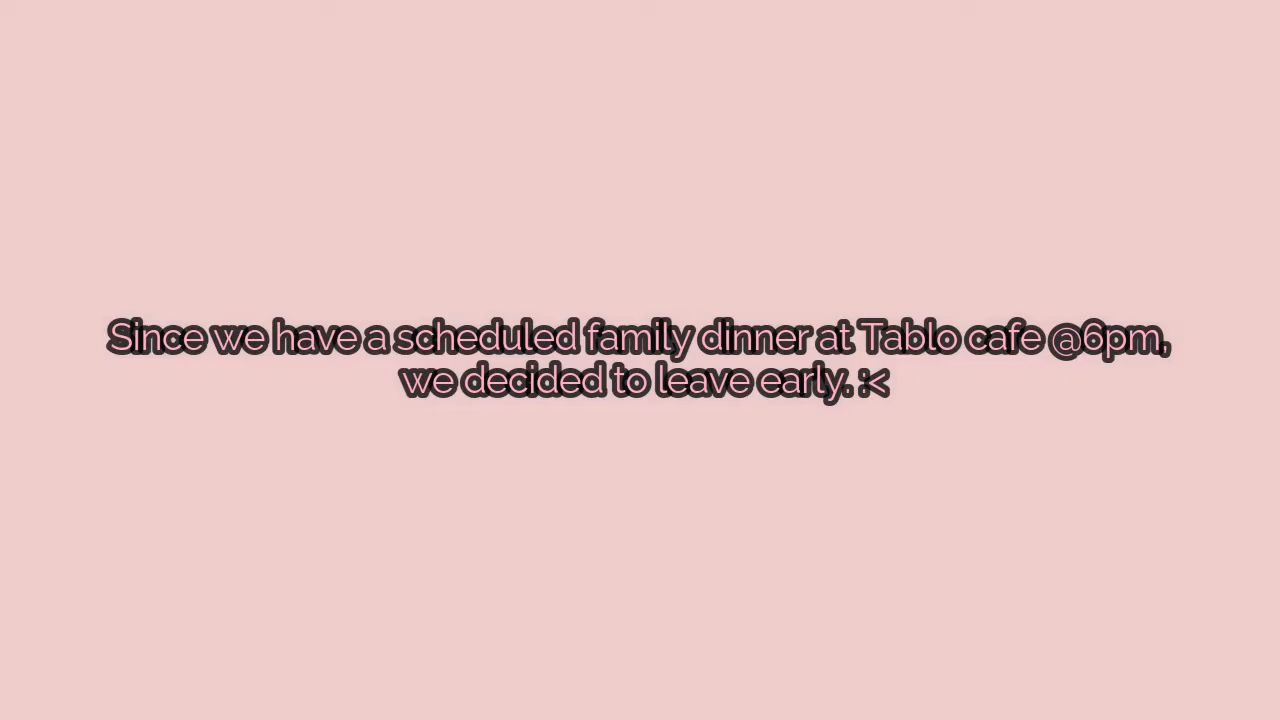 Since we have a scheduled family dinner at Tablo cafe @6pm,
we decided to leave early. :<